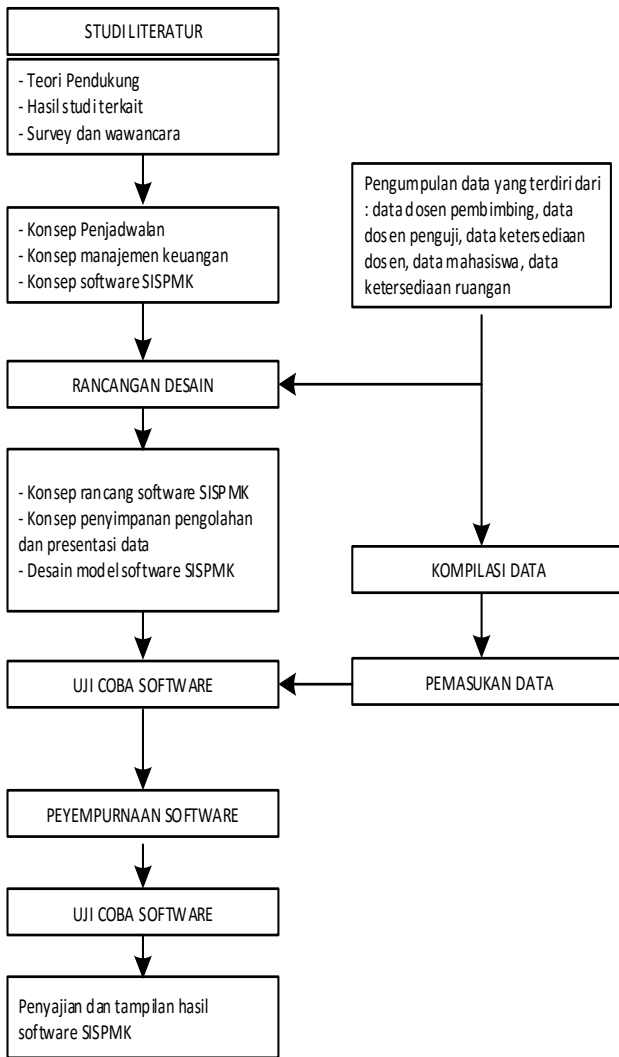 STUDI LITERATUR
- Teori Pendukung
- Hasil studi terkait
- Survey dan wawancara
Pengumpulan data yang terdiri dari
: data dosen pembimbing, data
dosen penguji, data ketersediaan
dosen, data mahasiswa, data
ketersediaan ruangan
- Konsep Penjadwalan
- Konsep manajemen keuangan
- Konsep software SISPMK
RANCANGAN DESAIN
- Konsep rancang software SISPMK
- Konsep penyimpanan pengolahan
dan presentasi data
- Desain model software SISPMK
KOMPILASI DATA
UJI COBA SOFTWARE
PEMASUKAN DATA
PEYEMPURNAAN SOFTWARE
UJI COBA SOFTWARE
Penyajian dan tampilan hasil
software SISPMK